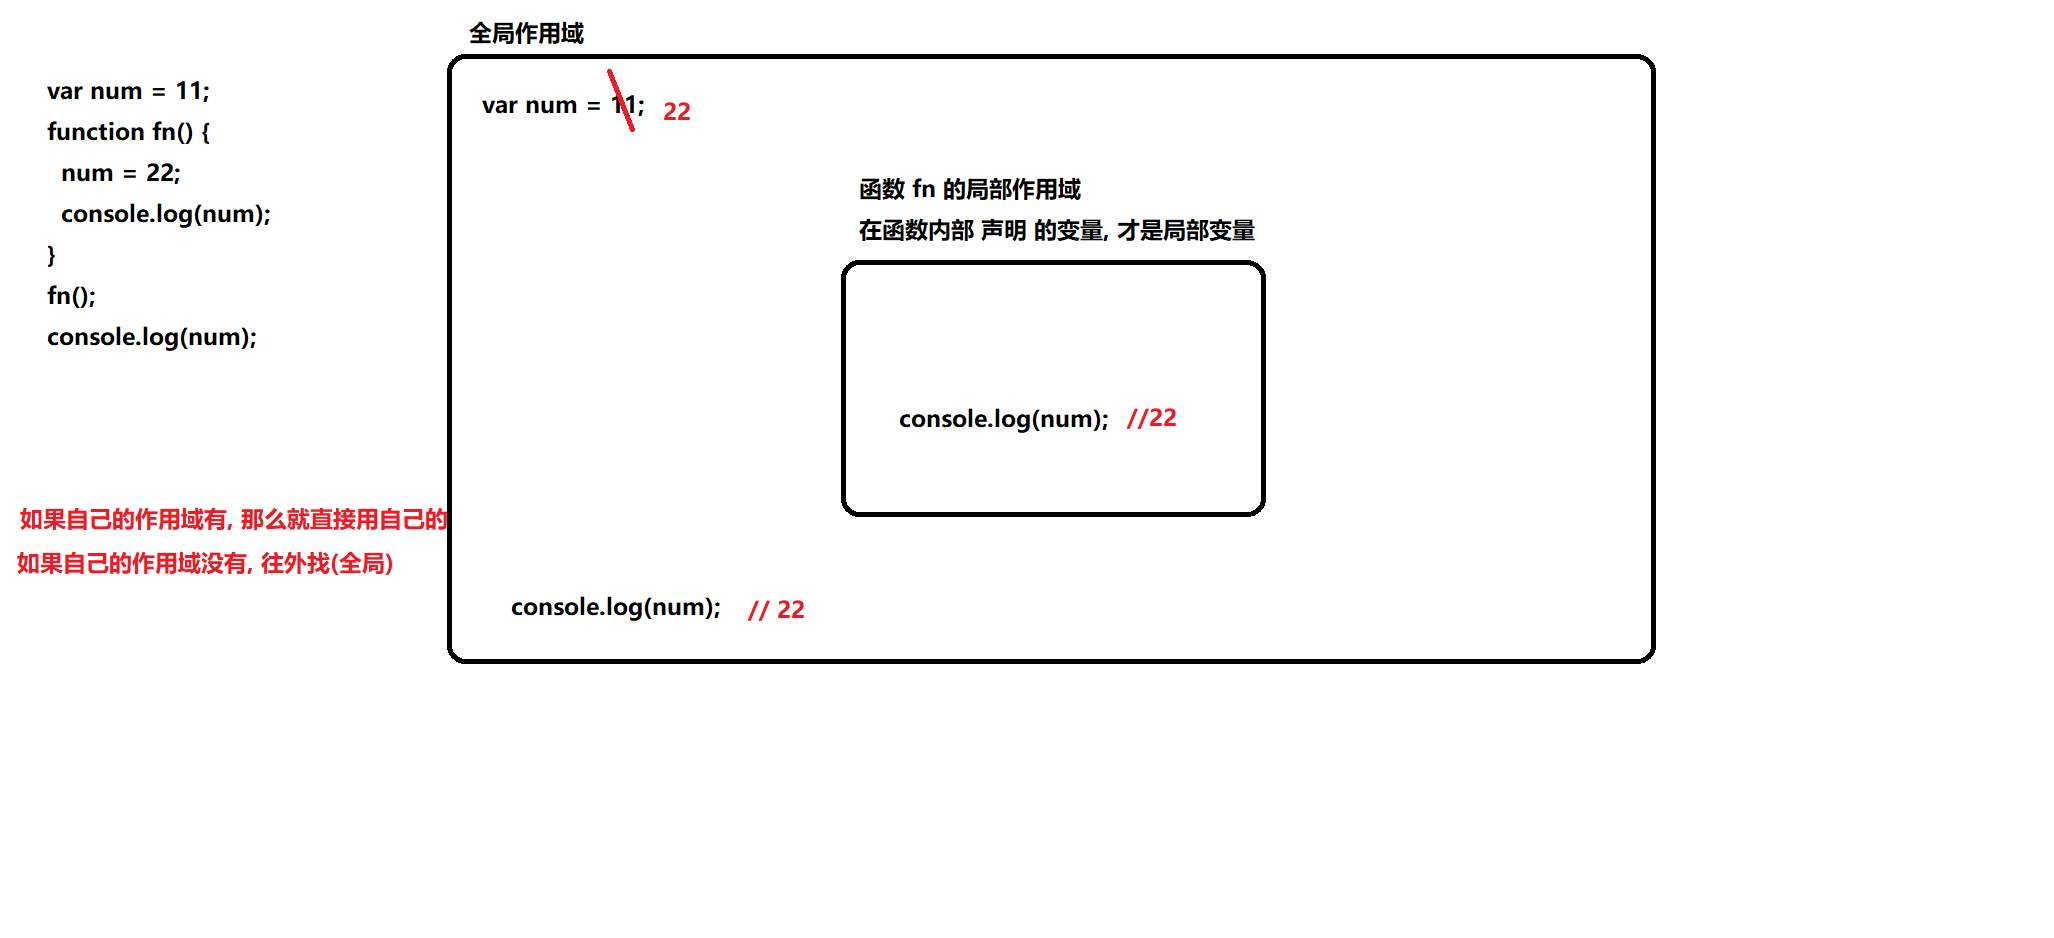 var num = 11;
function fn() {
  num = 22;
  console.log(num);
}
fn();
console.log(num);
如果自己的作用域有, 那么就直接用自己的
如果自己的作用域没有, 往外找(全局)
全局作用域
var num = 11; 22
函数 fn 的局部作用域
在函数内部 声明 的变量, 才是局部变量
console.log(num); //22
console.log(num); // 22